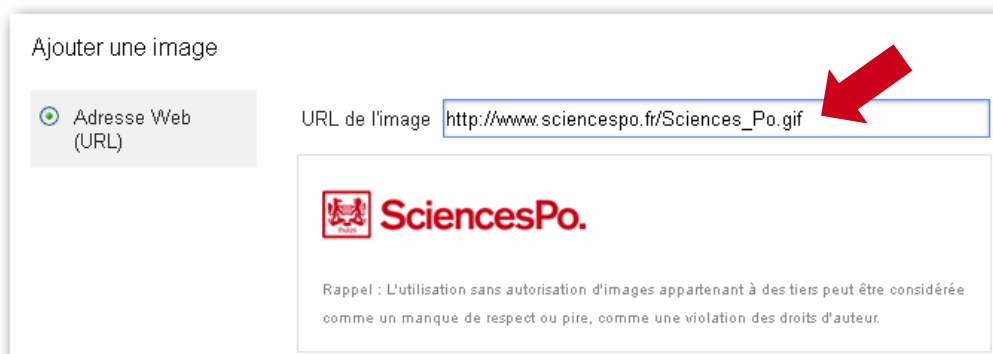 Ajouter une image
Adresse Web
(URL)
URL de l'image http://www.sciencespo.fr/Sciences_Po.gif
PARIS
SciencesPo.
Rappel : L'utilisation sans autorisation d'images appartenant à des tiers peut être considérée
comme un manque de respect ou pire, comme une violation des droits d'auteur.